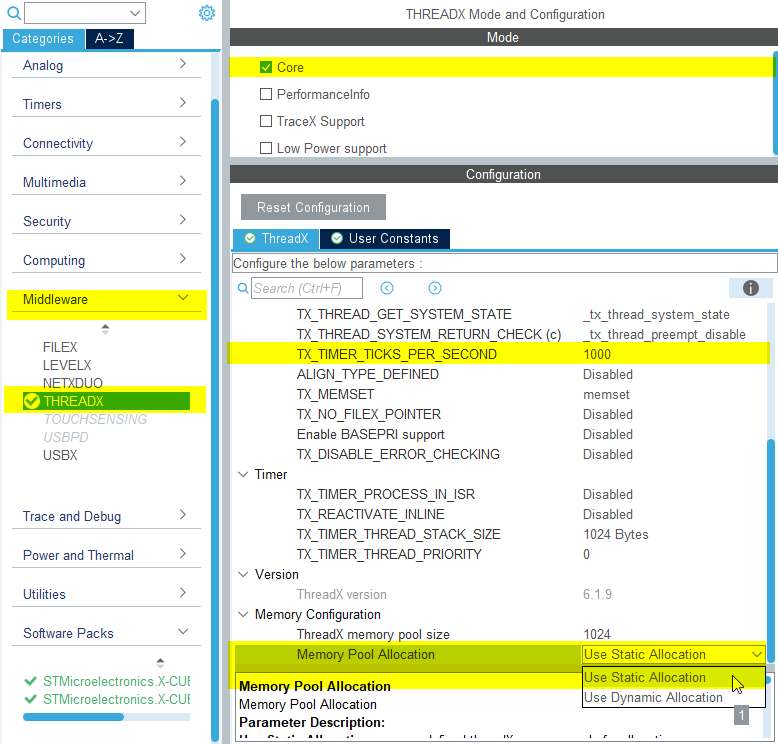 THREADX Mode and Configuration
Categories
A->Z
Mode
Analog
Timers
Connectivity
Multimedia
Security
Computing
Middleware
FILEX
LEVELX
NETXDUO
THREADX
TOUCHSENSING
USBPD
USBX
Trace and Debug
Power and Thermal
Utilities
Software Packs
STMicroelectronics.X-CUE
STMicroelectronics.X-CUE
Core
PerformanceInfo
TraceX Support
Low Power support
Configuration
Reset Configuration
ThreadX
User Constants
Configure the below parameters :
Search (Ctrl+F)
TX_THREAD_GET_SYSTEM_STATE _tx_thread_system_state
TX_THREAD_SYSTEM_RETURN_CHECK (c) _tx_thread_preempt_disable
TX_TIMER_TICKS_PER_SECOND 1000
ALIGN_TYPE_DEFINED Disabled
TX_MEMSET memset
TX_NO_FILEX_POINTER Disabled
Enable BASEPRI support Disabled
TX_DISABLE_ERROR_CHECKING Disabled
Timer
TX_TIMER_PROCESS_IN_ISR Disabled
TX_REACTIVATE_INLINE Disabled
TX_TIMER_THREAD_STACK_SIZE 1024 Bytes
TX_TIMER_THREAD_PRIORITY 0
Version
ThreadX version 6.1.9
Memory Configuration
ThreadX memory pool size 1024
Memory Pool Allocation Use Static Allocation
Use Static Allocation
Use Dynamic Allocation
1
Memory Pool Allocation
Memory Pool Allocation
Parameter Description: